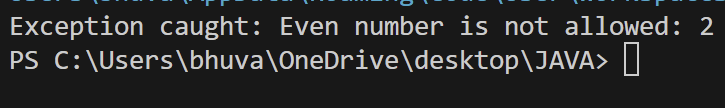 Exception caught: Even number is not allowed: 2
PS C:\Users\bhuva\OneDrive\desktop\JAVA>